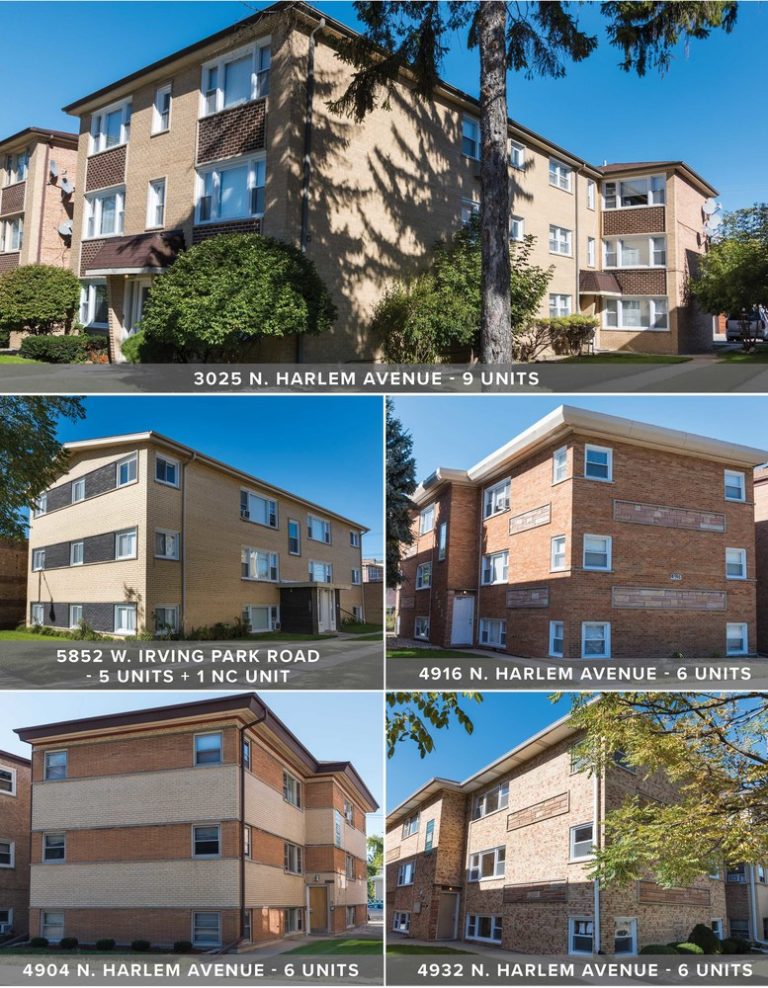 3025 N. HARLEM AVENUE - 9 UNITS
5852 W. IRVING PARK ROAD
- 5 UNITS + 1 NC UNIT
4916 N. HARLEM AVENUE - 6 UNITS
4904 N. HARLEM AVENUE - 6 UNITS
4932 N. HARLEM AVENUE - 6 UNITS